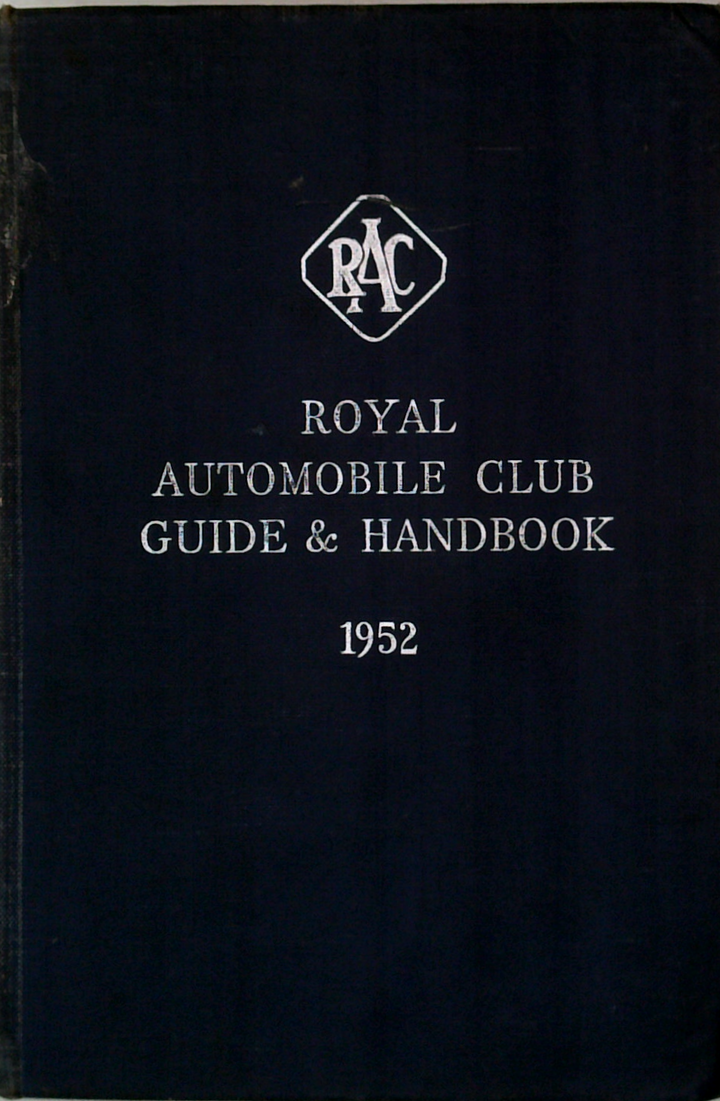 RAC
ROYAL
AUTOMOBILE CLUB
GUIDE & HANDBOOK
1952